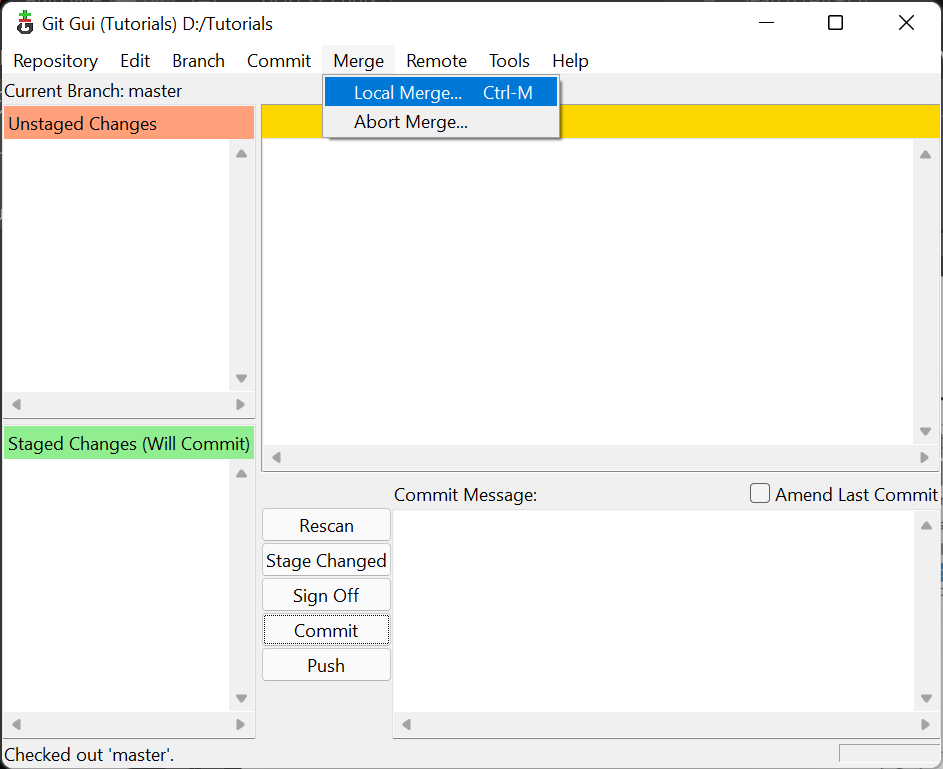 Git Gui (Tutorials) D:/Tutorials
Repository Edit Branch Commit Merge Remote Tools Help
Current Branch: master
Local Merge... Ctrl-M
Abort Merge...
Unstaged Changes
Staged Changes (Will Commit)
Commit Message:
Amend Last Commit
Rescan
Stage Changed
Sign Off
Commit
Push
Checked out 'master'.